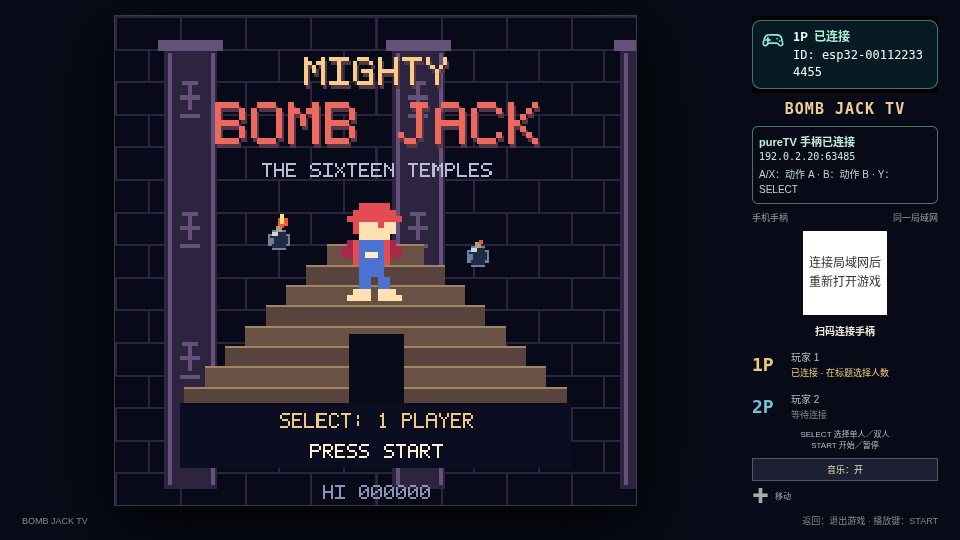 MIGHTY
BOMB JACK
THE SIXTEEN TEMPLES
SELECT: 1 PLAYER
PRESS START
HI 000000
BOMB JACK TV
1P 已连接
ID: esp32-00112233
4455
BOMB JACK TV
pureTV 手柄已连接
192.0.2.20:63485
A/X：动作 A · B：动作 B · Y：
SELECT
手机手柄 同一局域网
连接局域网后
重新打开游戏
扫码连接手柄
1P 玩家 1
已连接 · 在标题选择人数
2P 玩家 2
等待连接
SELECT 选择单人／双人
START 开始／暂停
音乐：开
移动
返回：退出游戏 · 播放键：START